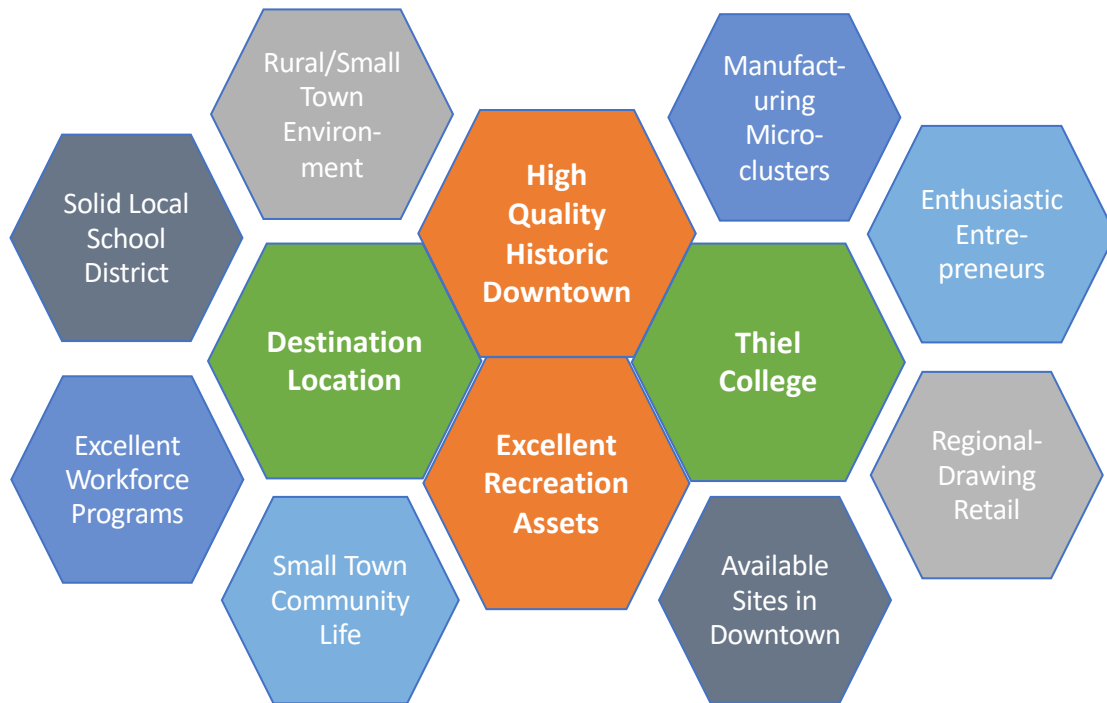 Rural/Small
Town
Environ-
ment
Manufact-
uring
Micro-
clusters
Solid Local
School
District
High
Quality
Historic
Downtown
Enthusiastic
Entre-
preneurs
Destination
Location
Thiel
College
Excellent
Workforce
Programs
Excellent
Recreation
Assets
Regional-
Drawing
Retail
Small Town
Community
Life
Available
Sites in
Downtown